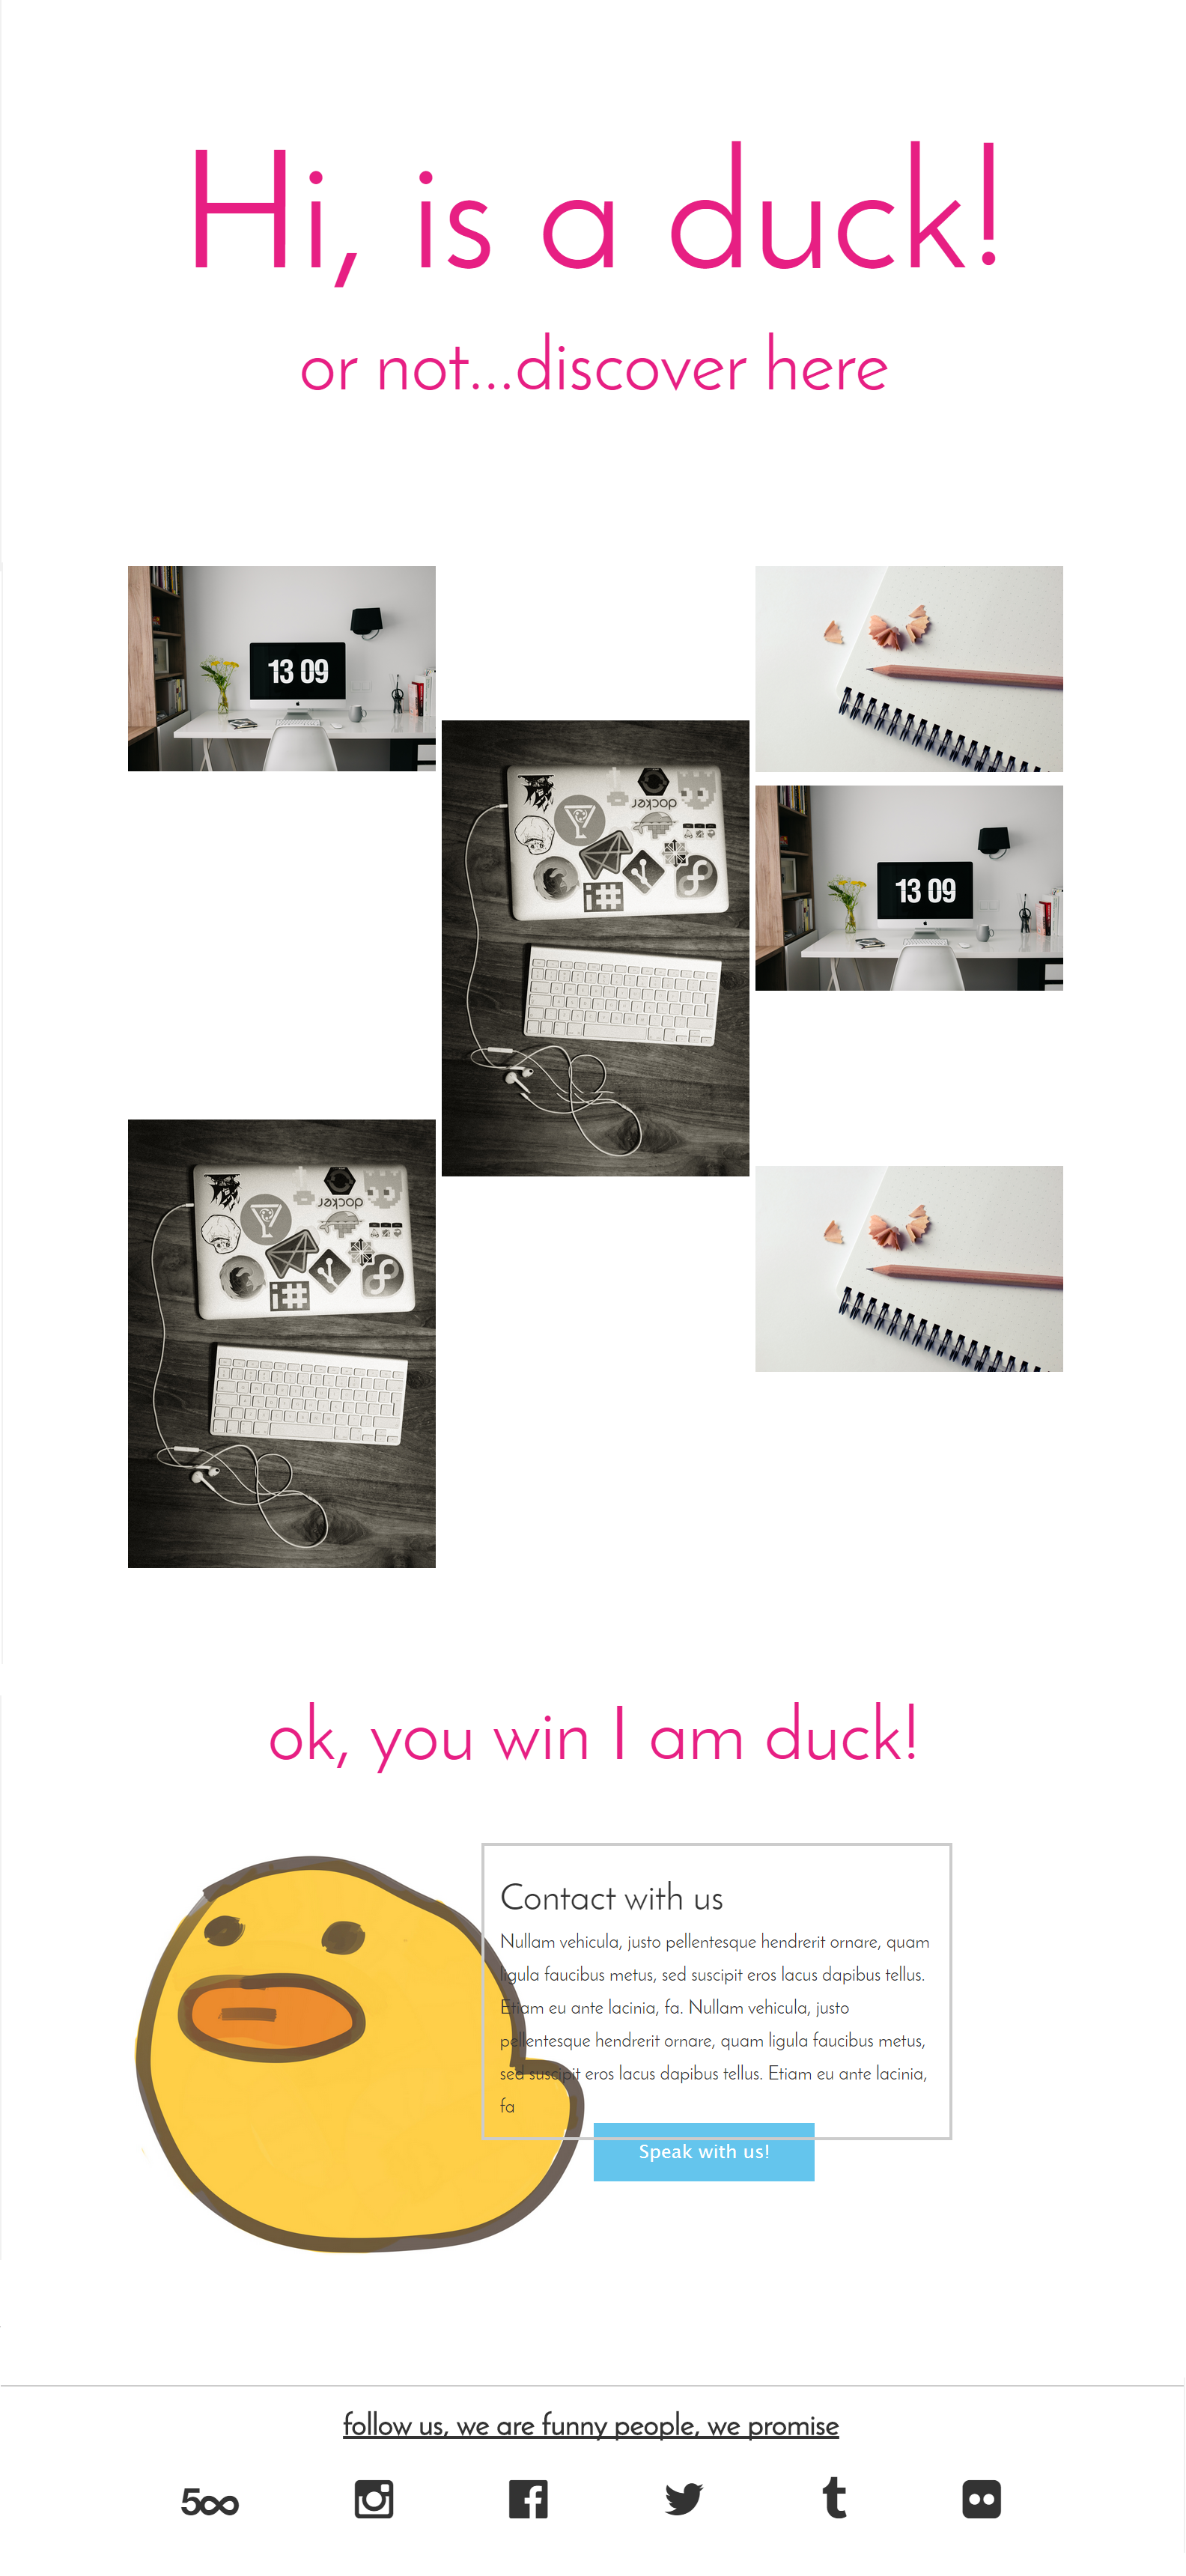 Hi, is a duck!
or not...discover here
13 09
docker
i#
13 09
docker
i#
ok, you win I am duck!
Contact with us
Nullam vehicula, justo pellentesque hendrerit ornare, quam
ligula faucibus metus, sed suscipit eros lacus dapibus tellus.
Etiam eu ante lacinia, fa. Nullam vehicula, justo
pellentesque hendrerit ornare, quam ligula faucibus metus,
sed suscipit eros lacus dapibus tellus. Etiam eu ante lacinia,
fa
Speak with us!
follow us, we are funny people, we promise